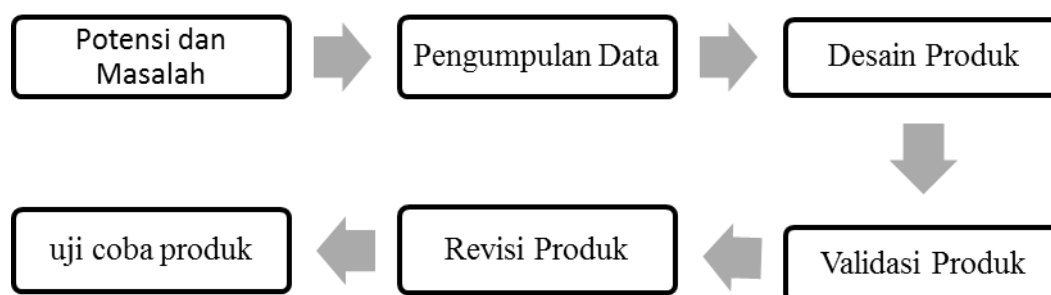 Potensi dan
Masalah
Pengumpulan Data
Desain Produk
Validasi Produk
Revisi Produk
uji coba produk